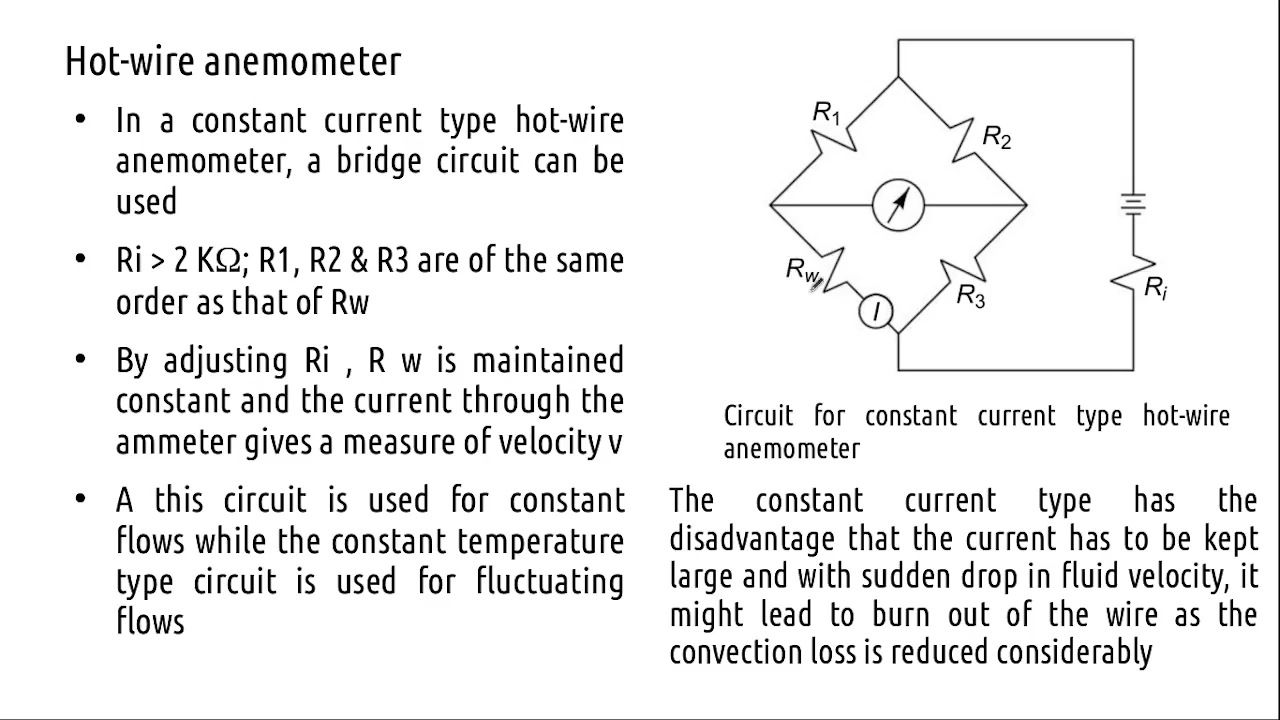 Hot-wire anemometer
• In a constant current type hot-wire
anemometer, a bridge circuit can be
used
• Ri > 2 KΩ; R1, R2 & R3 are of the same
order as that of Rw
• By adjusting Ri , R w is maintained
constant and the current through the
ammeter gives a measure of velocity v
• A this circuit is used for constant
flows while the constant temperature
type circuit is used for fluctuating
flows
R1
R2
Rw
R3
I
Ri
Circuit for constant current type hot-wire
anemometer
The constant current type has the
disadvantage that the current has to be kept
large and with sudden drop in fluid velocity, it
might lead to burn out of the wire as the
convection loss is reduced considerably